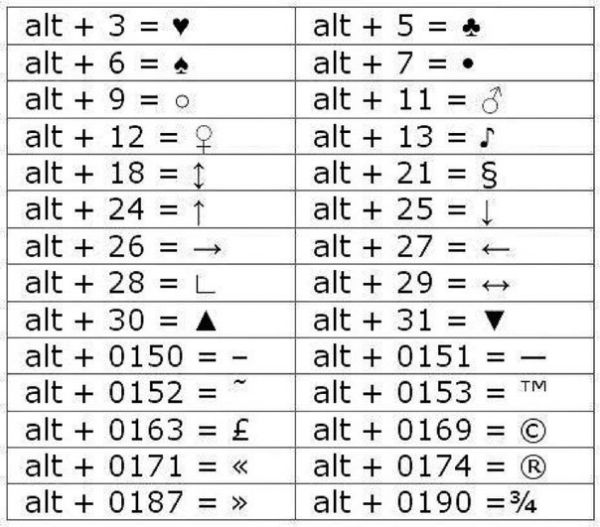 alt + 3 = ♥ alt + 5 = ♣
alt + 6 = ♠ alt + 7 = •
alt + 9 = ○ alt + 11 = ♂
alt + 12 = ♀ alt + 13 = ♪
alt + 18 = ↕ alt + 21 = §
alt + 24 = ↑ alt + 25 = ↓
alt + 26 = → alt + 27 = ←
alt + 28 = ∟ alt + 29 = ↔
alt + 30 = ▲ alt + 31 = ▼
alt + 0150 = – alt + 0151 = —
alt + 0152 = ˜ alt + 0153 = ™
alt + 0163 = £ alt + 0169 = ©
alt + 0171 = « alt + 0174 = ®
alt + 0187 = » alt + 0190 =¾